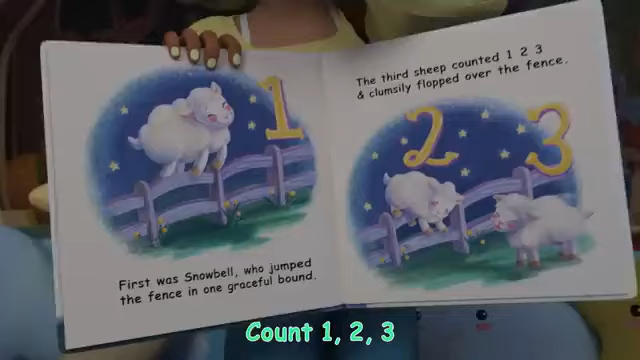 1
First was Snowbell, who jumped
the fence in one graceful bound.
The third sheep counted 1 2 3
& clumsily flopped over the fence.
2 3
Count 1, 2, 3